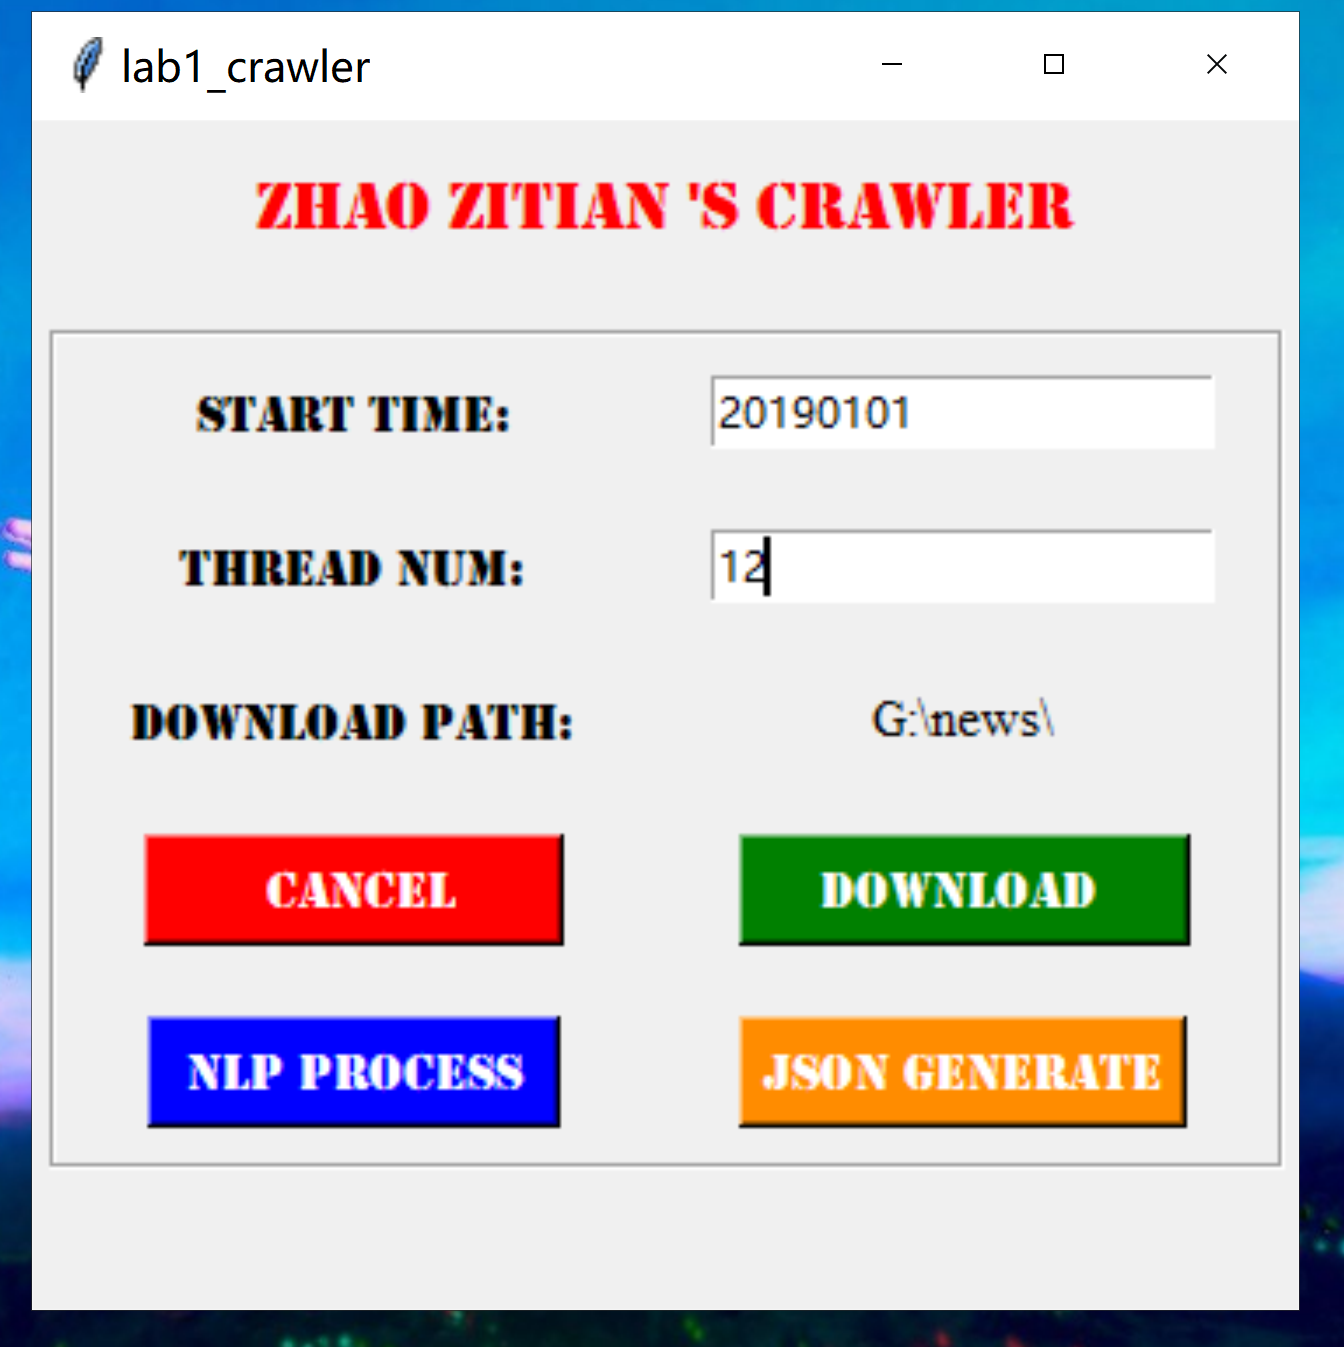 lab1_crawler
ZHAO ZITIAN 'S CRAWLER
START TIME: 20190101
THREAD NUM: 12
DOWNLOAD PATH: G:\news\
CANCEL DOWNLOAD
NLP PROCESS JSON GENERATE